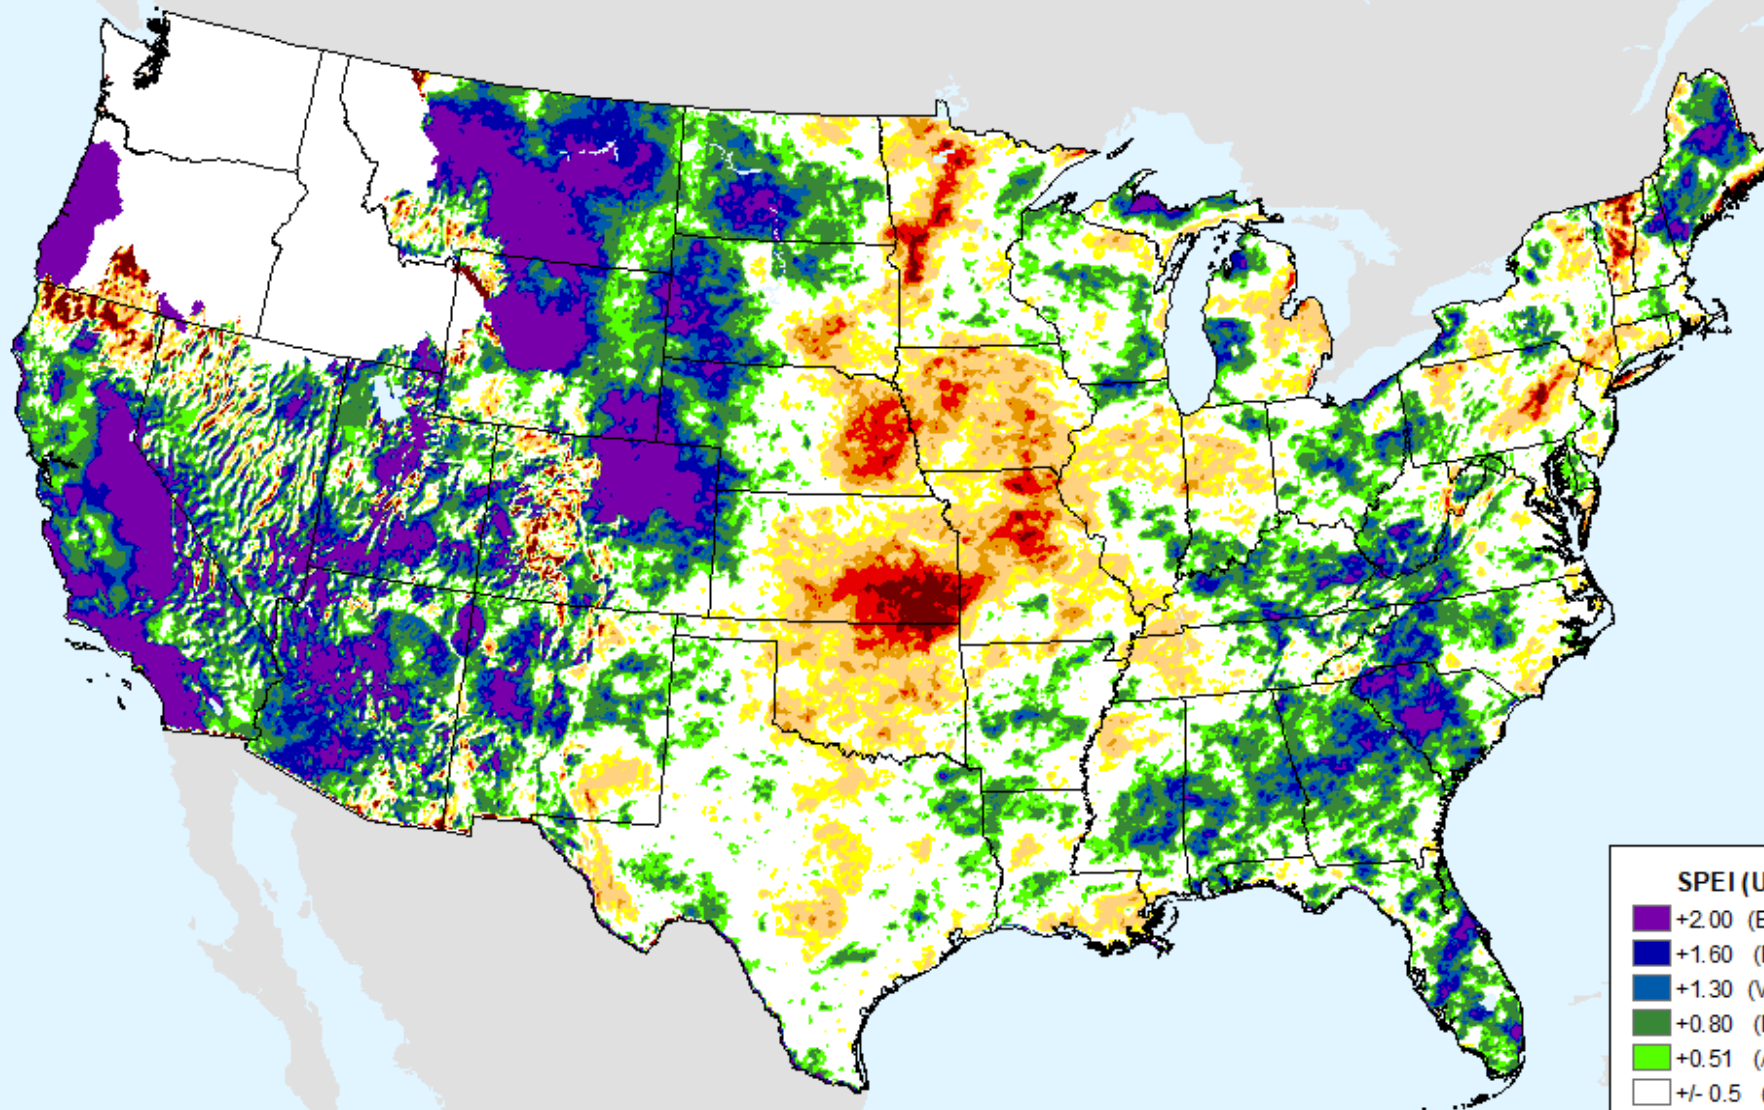 SPEI (U
+2.00 (E
+1.60 (
+1.30 (V
+0.80 (
+0.51 (A
+/- 0.5 (